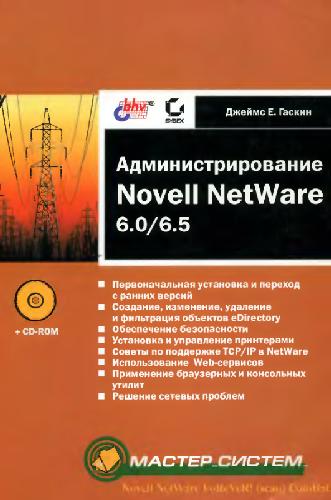 bhv®
SYBEX
Джеймс Е. Гаскин
Администрирование
Novell NetWare
6.0/6.5
+ CD-ROM
Первоначальная установка и переход
с ранних версий
Создание, изменение, удаление
и фильтрация объектов eDirectory
Обеспечение безопасности
Установка и управление принтерами
Советы по поддержке TCP/IP в NetWare
Использование Web-сервисов
Применение браузерных и консольных
утилит
Решение сетевых проблем
МАСТЕР СИСТЕМ
Novell NetWare